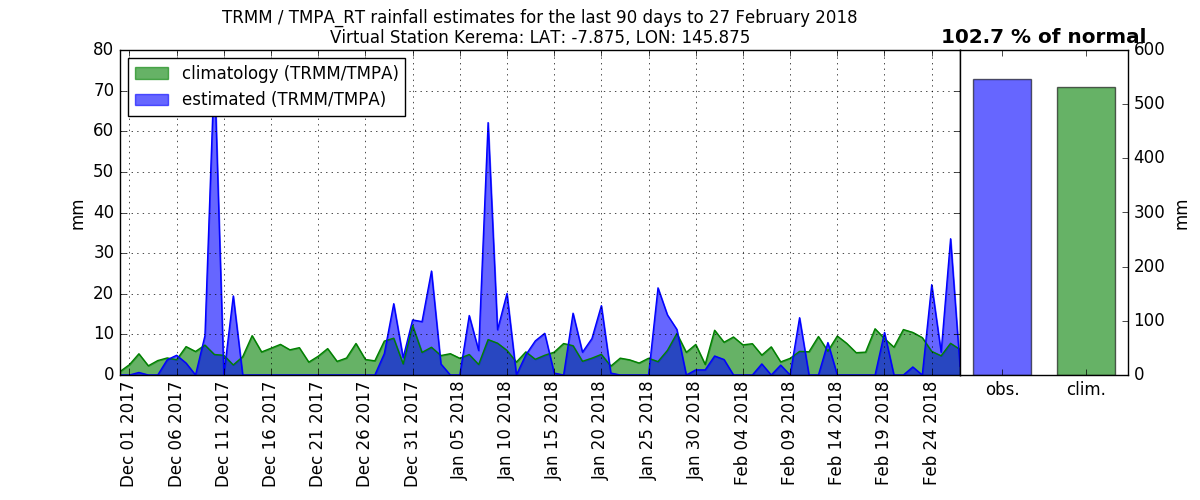 TRMM / TMPA_RT rainfall estimates for the last 90 days to 27 February 2018
Virtual Station Kerema: LAT: -7.875, LON: 145.875
102.7 % of normal
climatology (TRMM/TMPA)
estimated (TRMM/TMPA)
80
70
60
50
40
30
20
10
0
mm
Dec 01 2017
Dec 06 2017
Dec 11 2017
Dec 16 2017
Dec 21 2017
Dec 26 2017
Dec 31 2017
Jan 05 2018
Jan 10 2018
Jan 15 2018
Jan 20 2018
Jan 25 2018
Jan 30 2018
Feb 04 2018
Feb 09 2018
Feb 14 2018
Feb 19 2018
Feb 24 2018
obs.
clim.
600
500
400
300
200
100
0
mm